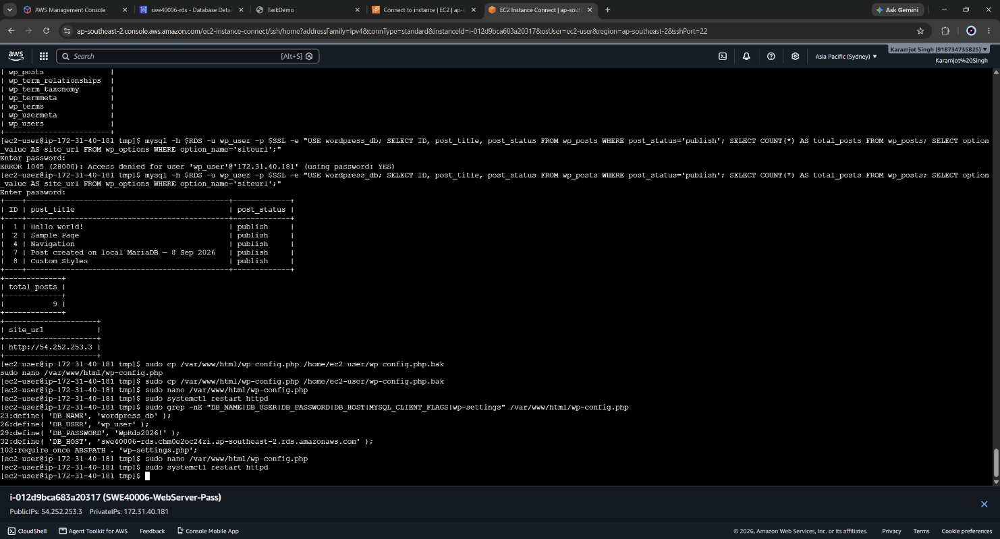 AWS Management Console
swe40006-rds - Database Deta
TaskDemo
Connect to instance | EC2 | ap-s
EC2 Instance Connect | ap-sout
Ask Gemini
ap-southeast-2.console.aws.amazon.com/ec2-instance-connect/ssh/home?addressFamily=ipv4&connType=standard&instanceId=i-012d9bca683a20317&osUser=ec2-user&region=ap-southeast-2&sshPort=22
aws
Search
[Alt+S]
Asia Pacific (Sydney)
Karamjot Singh (918734735825)
Karamjot%20Singh
| wp_posts |
| wp_term_relationships |
| wp_term_taxonomy |
| wp_termmeta |
| wp_terms |
| wp_usermeta |
| wp_users |
+-----------------------+
[ec2-user@ip-172-31-40-181 tmp]$ mysql -h $RDS -u wp_user -p $SSL -e "USE wordpress_db; SELECT ID, post_title, post_status FROM wp_posts WHERE post_status='publish'; SELECT COUNT(*) AS total_posts FROM wp_posts; SELECT option
_value AS site_url FROM wp_options WHERE option_name='siteurl';"
Enter password:
ERROR 1045 (28000): Access denied for user 'wp_user'@'172.31.40.181' (using password: YES)
[ec2-user@ip-172-31-40-181 tmp]$ mysql -h $RDS -u wp_user -p $SSL -e "USE wordpress_db; SELECT ID, post_title, post_status FROM wp_posts WHERE post_status='publish'; SELECT COUNT(*) AS total_posts FROM wp_posts; SELECT option
_value AS site_url FROM wp_options WHERE option_name='siteurl';"
Enter password:
+----+-----------------------------------------------+-------------+
| ID | post_title | post_status |
+----+-----------------------------------------------+-------------+
| 1 | Hello world! | publish |
| 2 | Sample Page | publish |
| 4 | Navigation | publish |
| 7 | Post created on local MariaDB — 8 Sep 2026 | publish |
| 8 | Custom Styles | publish |
+----+-----------------------------------------------+-------------+
+-------------+
| total_posts |
+-------------+
| 9 |
+-------------+
+---------------------+
| site_url |
+---------------------+
| http://54.252.253.3 |
+---------------------+
[ec2-user@ip-172-31-40-181 tmp]$ sudo cp /var/www/html/wp-config.php /home/ec2-user/wp-config.php.bak
sudo nano /var/www/html/wp-config.php
[ec2-user@ip-172-31-40-181 tmp]$ sudo cp /var/www/html/wp-config.php /home/ec2-user/wp-config.php.bak
[ec2-user@ip-172-31-40-181 tmp]$ sudo nano /var/www/html/wp-config.php
[ec2-user@ip-172-31-40-181 tmp]$ sudo systemctl restart httpd
[ec2-user@ip-172-31-40-181 tmp]$ sudo grep -nE "DB_NAME|DB_USER|DB_PASSWORD|DB_HOST|MYSQL_CLIENT_FLAGS|wp-settings" /var/www/html/wp-config.php
23:define( 'DB_NAME', 'wordpress_db' );
26:define( 'DB_USER', 'wp_user' );
29:define( 'DB_PASSWORD', 'WpRds2026!' );
32:define( 'DB_HOST', 'swe40006-rds.chm0e2oc24zi.ap-southeast-2.rds.amazonaws.com' );
102:require_once ABSPATH . 'wp-settings.php';
[ec2-user@ip-172-31-40-181 tmp]$ sudo nano /var/www/html/wp-config.php
[ec2-user@ip-172-31-40-181 tmp]$ sudo systemctl restart httpd
[ec2-user@ip-172-31-40-181 tmp]$
i-012d9bca683a20317 (SWE40006-WebServer-Pass)
PublicIPs: 54.252.253.3 PrivateIPs: 172.31.40.181
CloudShell
Agent Toolkit for AWS
Feedback
Console Mobile App
© 2026, Amazon Web Services, Inc. or its affiliates.
Privacy
Terms
Cookie preferences